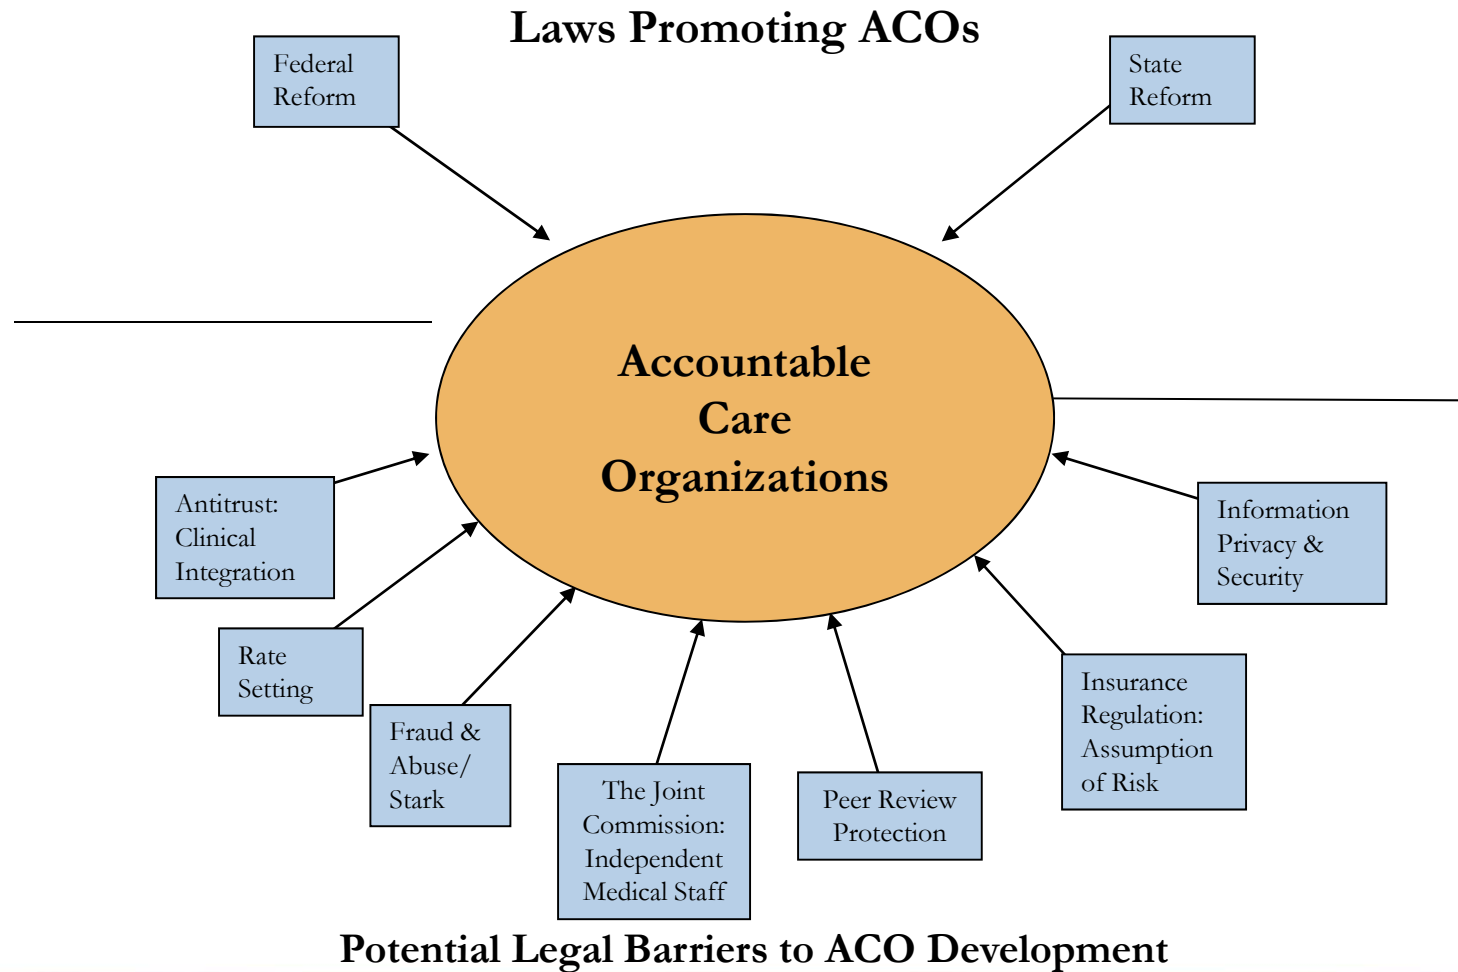 Laws Promoting ACOs
Federal
Reform
State
Reform
Accountable
Care
Organizations
Antitrust:
Clinical
Integration
Rate
Setting
Fraud &
Abuse/
Stark
The Joint
Commission:
Independent
Medical Staff
Peer Review
Protection
Insurance
Regulation:
Assumption
of Risk
Information
Privacy &
Security
Potential Legal Barriers to ACO Development